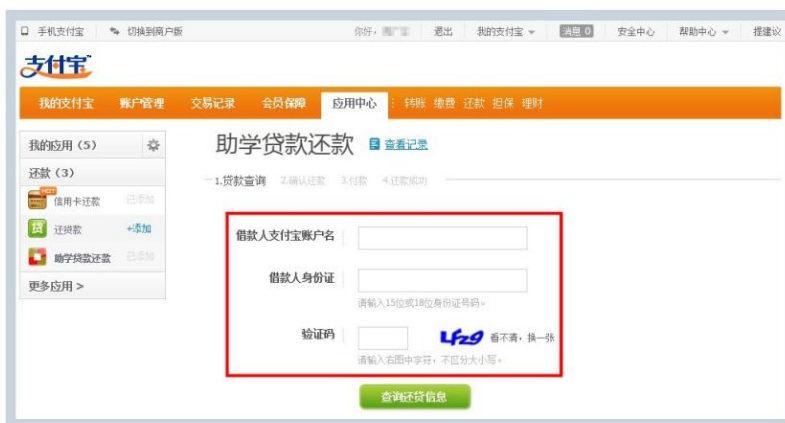 手机支付宝 切换到商户版 你好， 退出 我的支付宝 消息 0 安全中心 帮助中心 提建议
支付宝
我的支付宝 账户管理 交易记录 会员保障 应用中心 转账 缴费 还款 担保 理财
我的应用（5）
助学贷款还款 查看记录
还款（3）
1.贷款查询 2.确认还款 3.付款 4.还款成功
HOT
信用卡还款 已添加
还贷款 +添加
助学贷款还款 已添加
更多应用 >
借款人支付宝账户名
借款人身份证
请输入15位或18位身份证号码。
验证码 Lfz9 看不清，换一张
请输入右图中字符，不区分大小写。
查询还贷信息